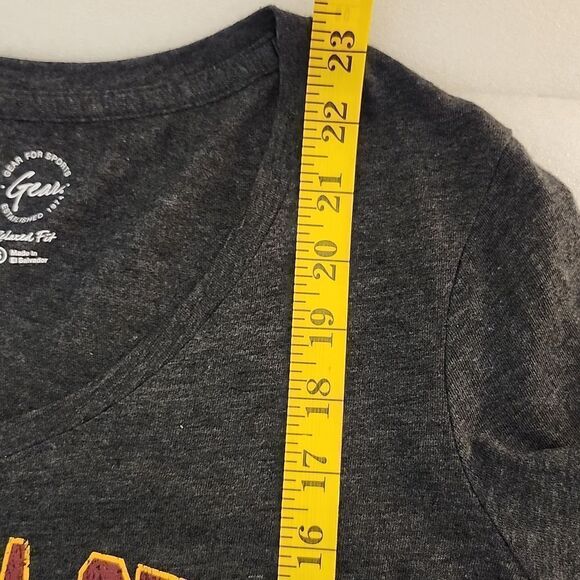 GEAR FOR SPORTS
Gear
ESTABLISHED 1974
Relaxed Fit
Made in
El Salvador
23
22
21
20
19
18
17
16